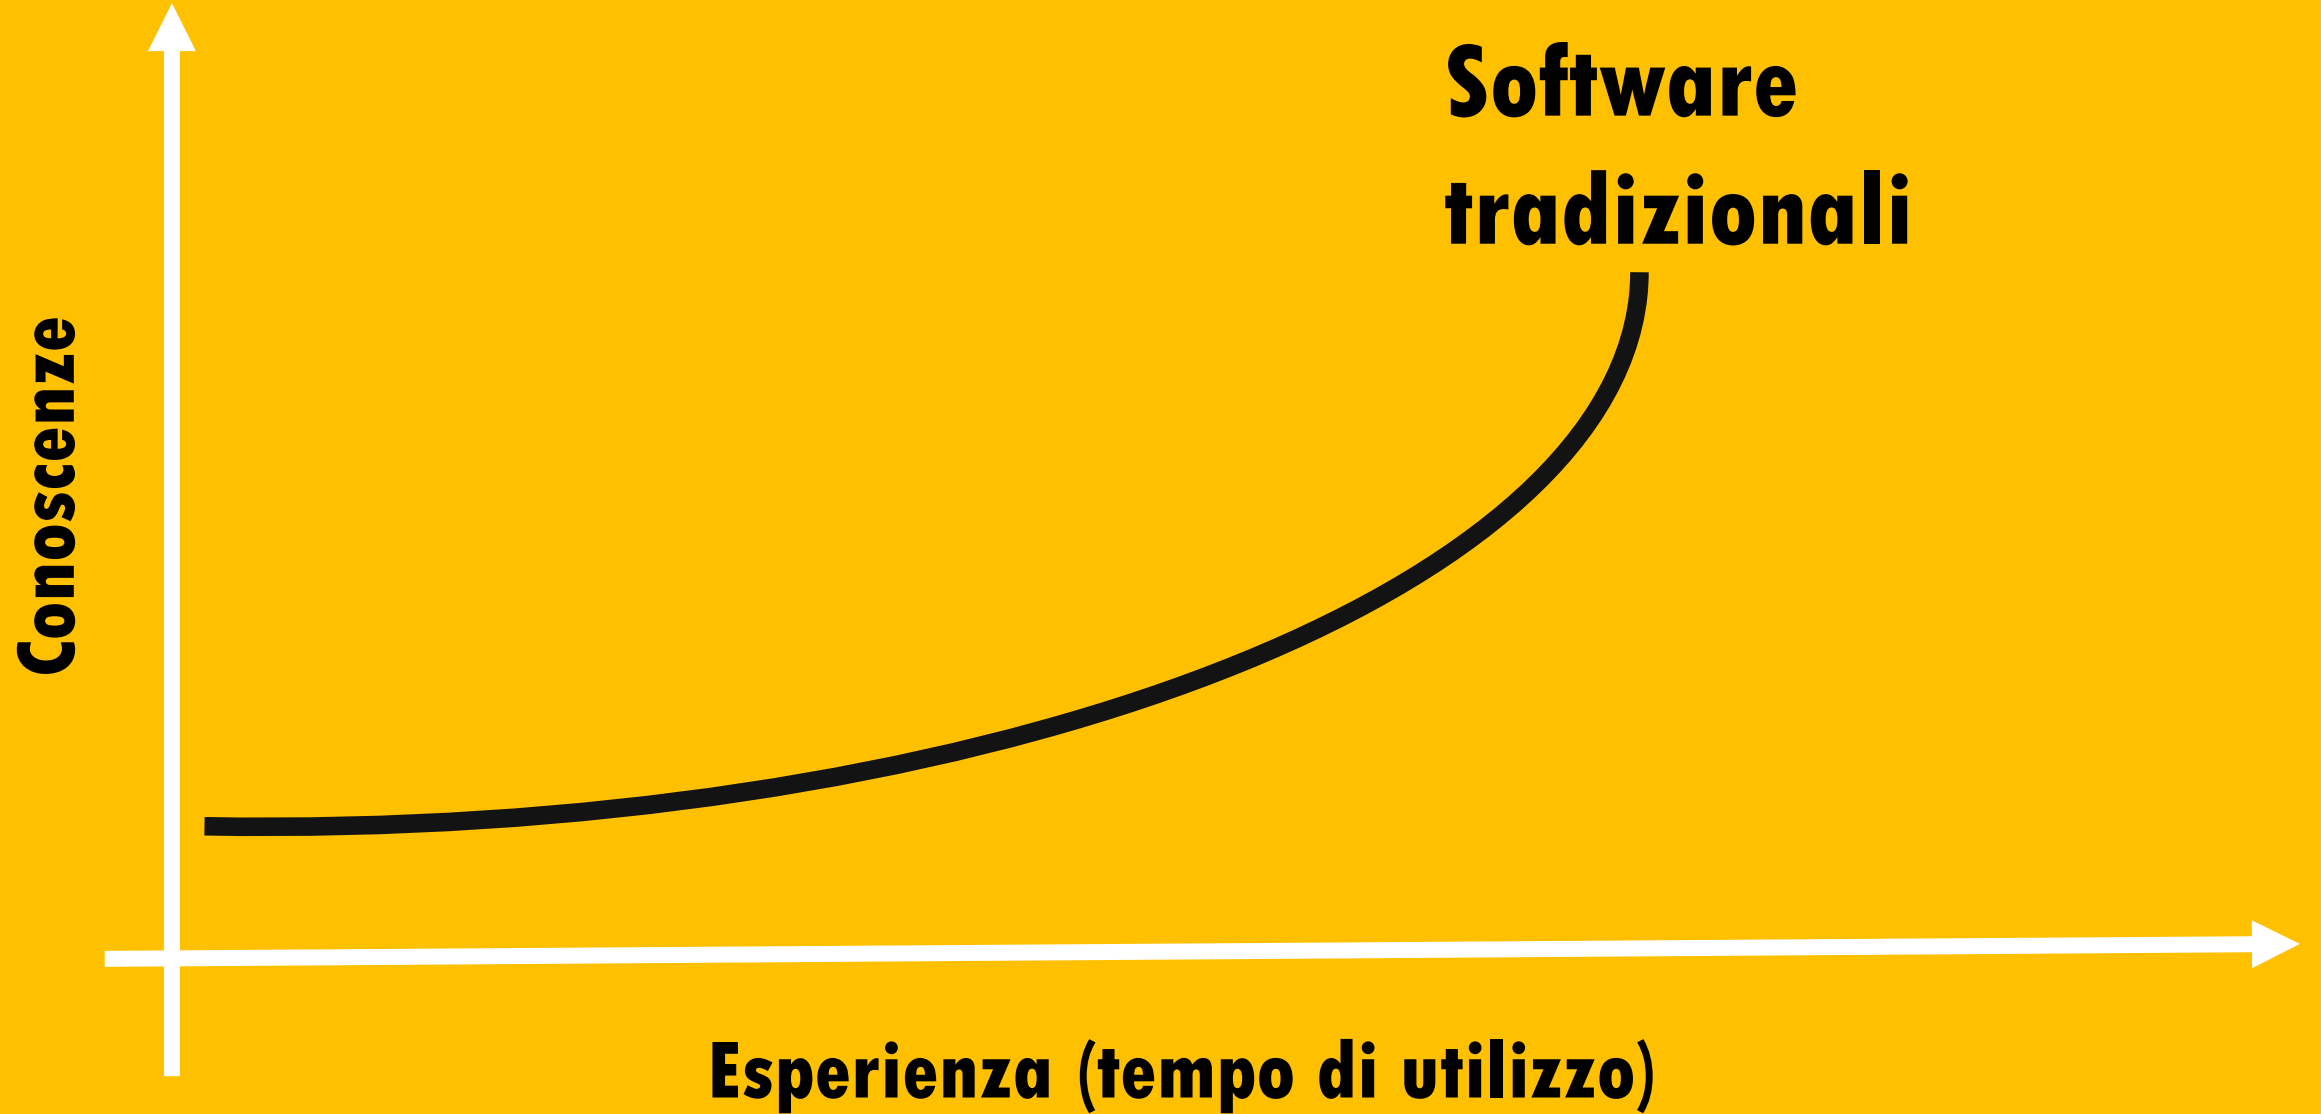 Software
tradizionali
Conoscenze
Esperienza (tempo di utilizzo)